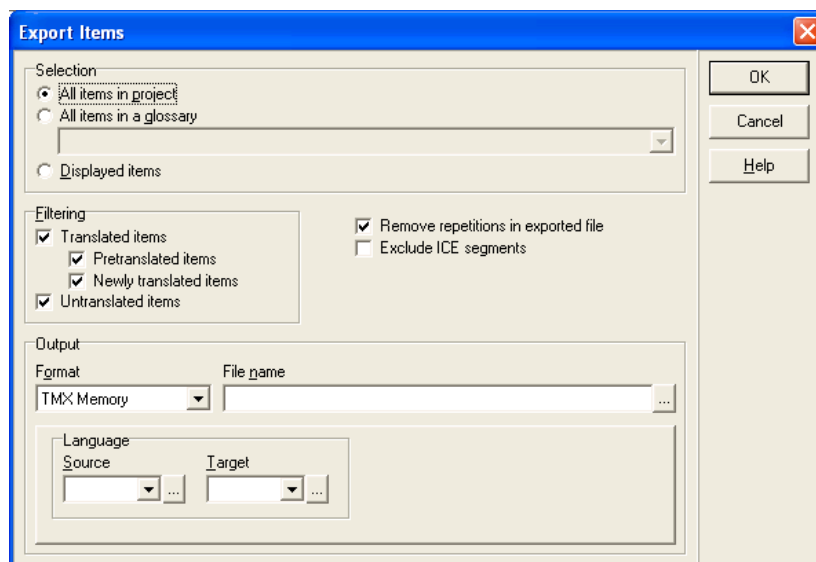 Export Items
Selection
All items in project
All items in a glossary
Displayed items
OK
Cancel
Help
Filtering
Translated items
Pretranslated items
Newly translated items
Untranslated items
Remove repetitions in exported file
Exclude ICE segments
Output
Format File name
TMX Memory ...
Language
Source Target
... ...